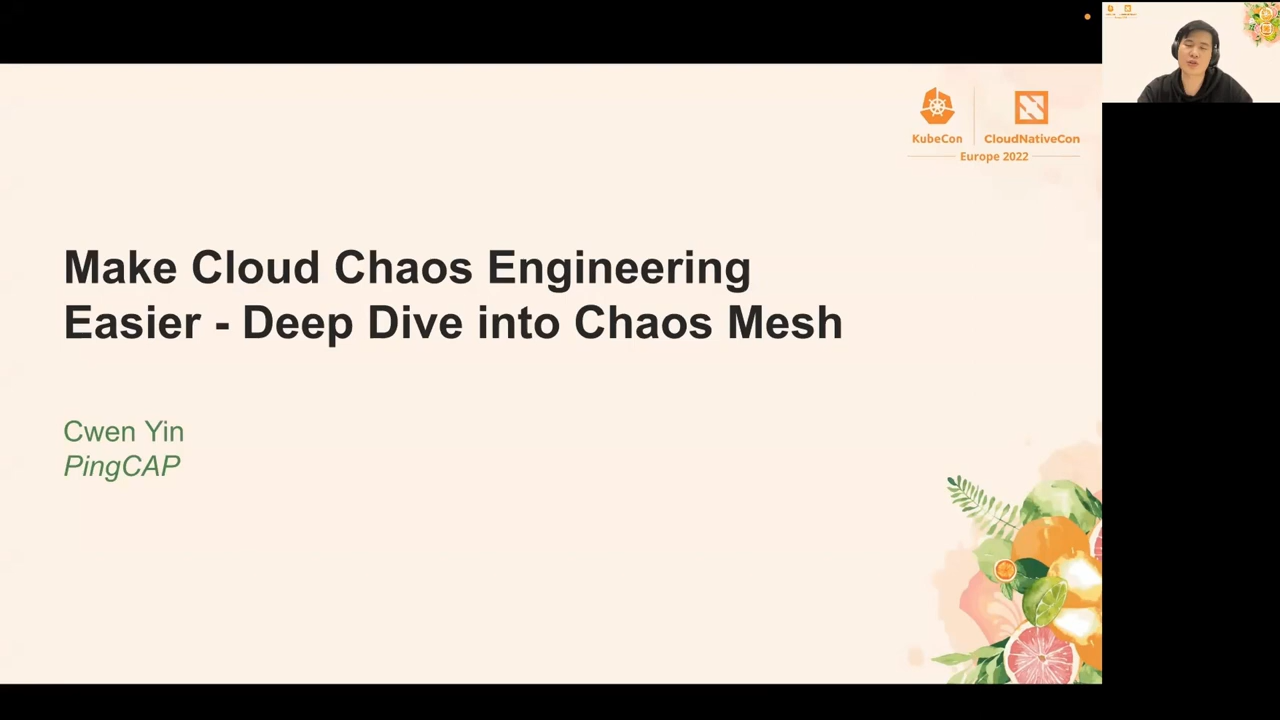 KubeCon
CloudNativeCon
Europe 2022
Make Cloud Chaos Engineering
Easier - Deep Dive into Chaos Mesh
Cwen Yin
PingCAP